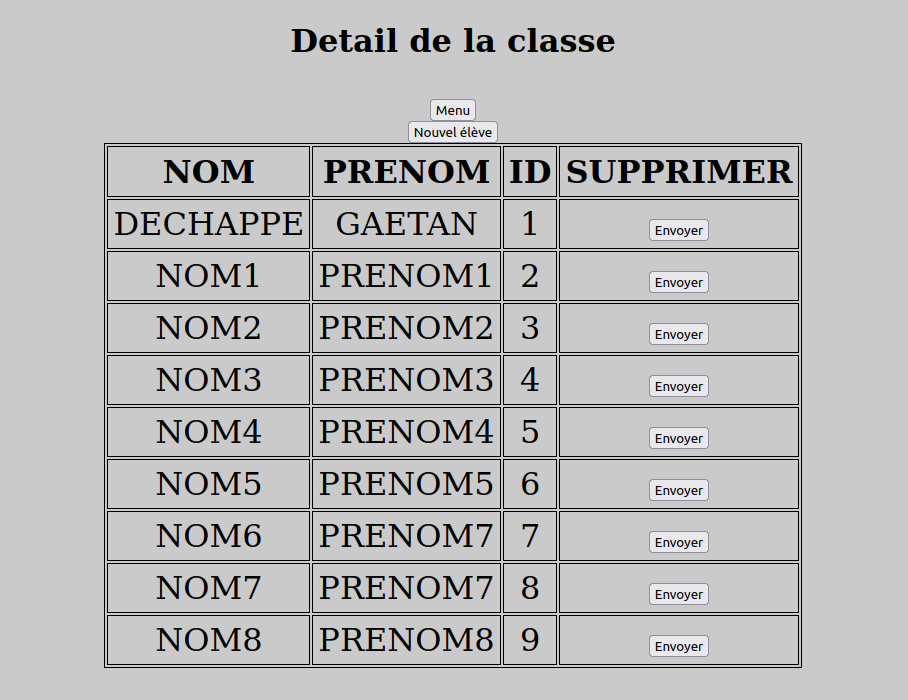 Detail de la classe
Menu
Nouvel élève
NOM PRENOM ID SUPPRIMER
DECHAPPE GAETAN 1 Envoyer
NOM1 PRENOM1 2 Envoyer
NOM2 PRENOM2 3 Envoyer
NOM3 PRENOM3 4 Envoyer
NOM4 PRENOM4 5 Envoyer
NOM5 PRENOM5 6 Envoyer
NOM6 PRENOM7 7 Envoyer
NOM7 PRENOM7 8 Envoyer
NOM8 PRENOM8 9 Envoyer